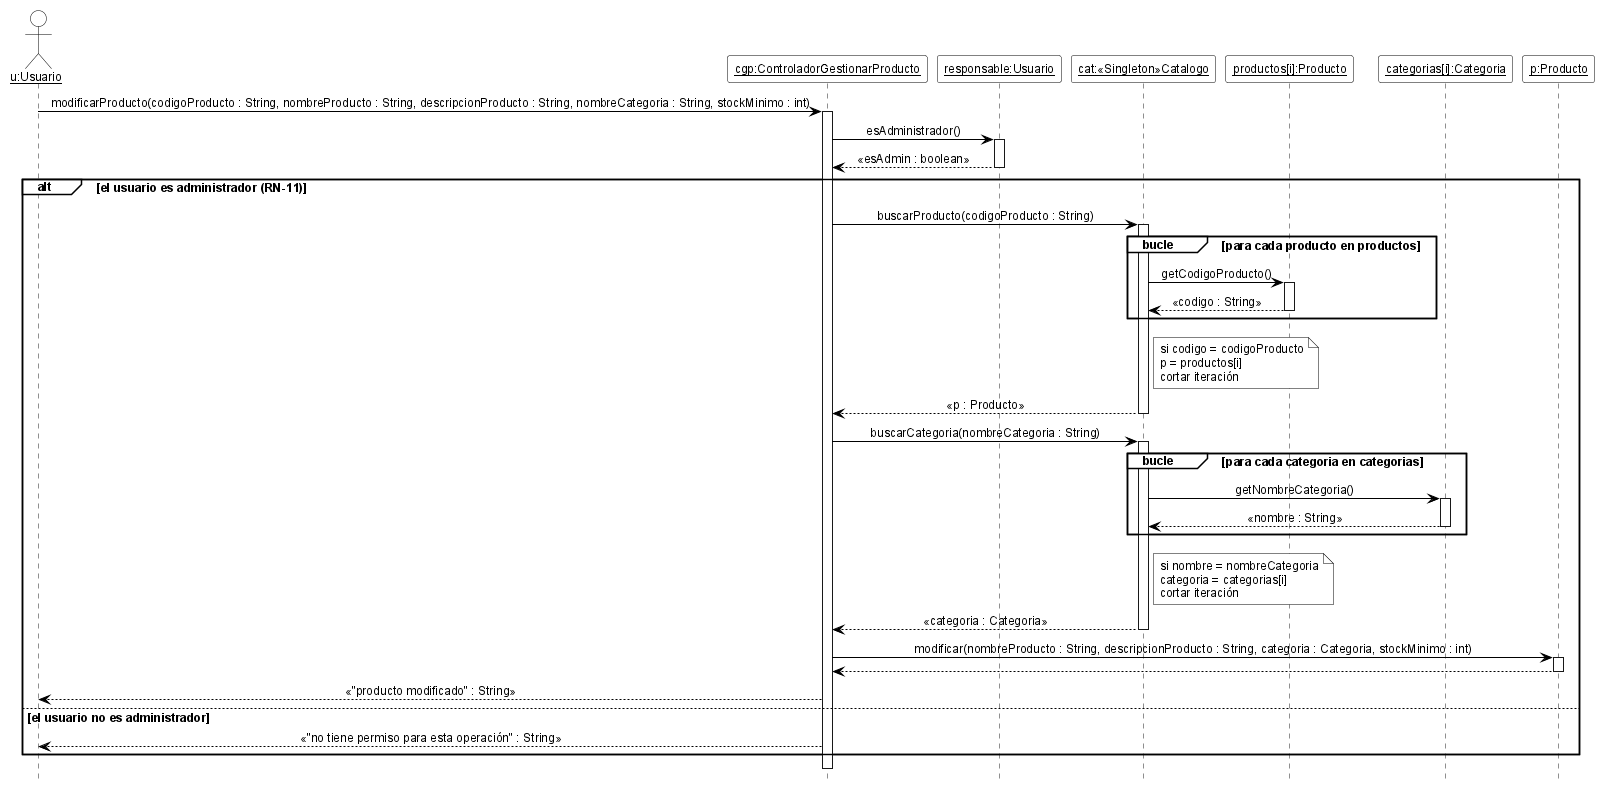 u:Usuario
cgp:ControladorGestionarProducto
responsable:Usuario
cat:«Singleton»Catalogo
productos[i]:Producto
categorias[i]:Categoria
p:Producto
modificarProducto(codigoProducto : String, nombreProducto : String, descripcionProducto : String, nombreCategoria : String, stockMinimo : int)
esAdministrador()
«esAdmin : boolean»
alt [el usuario es administrador (RN-11)]
buscarProducto(codigoProducto : String)
bucle [para cada producto en productos]
getCodigoProducto()
«codigo : String»
si codigo = codigoProducto
p = productos[i]
cortar iteración
«p : Producto»
buscarCategoria(nombreCategoria : String)
bucle [para cada categoria en categorias]
getNombreCategoria()
«nombre : String»
si nombre = nombreCategoria
categoria = categorias[i]
cortar iteración
«categoria : Categoria»
modificar(nombreProducto : String, descripcionProducto : String, categoria : Categoria, stockMinimo : int)
«"producto modificado" : String»
[el usuario no es administrador]
«"no tiene permiso para esta operación" : String»